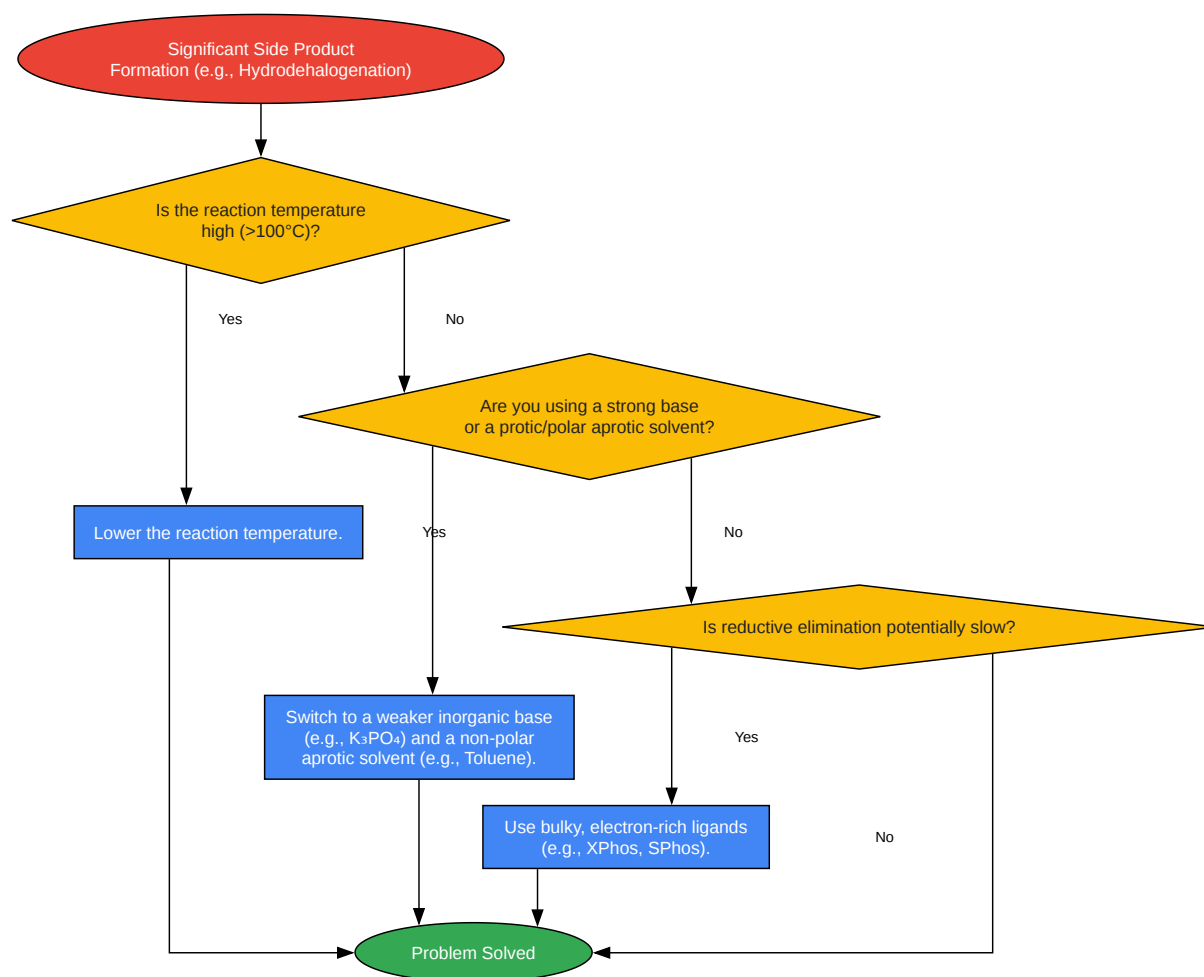 Significant Side Product
Formation (e.g., Hydrodehalogenation)
Is the reaction temperature
high (>100°C)?
Yes
No
Are you using a strong base
or a protic/polar aprotic solvent?
Lower the reaction temperature.
Yes
No
Is reductive elimination potentially slow?
Switch to a weaker inorganic base
(e.g., K₃PO₄) and a non-polar
aprotic solvent (e.g., Toluene).
Yes
Use bulky, electron-rich ligands
(e.g., XPhos, SPhos).
No
Problem Solved